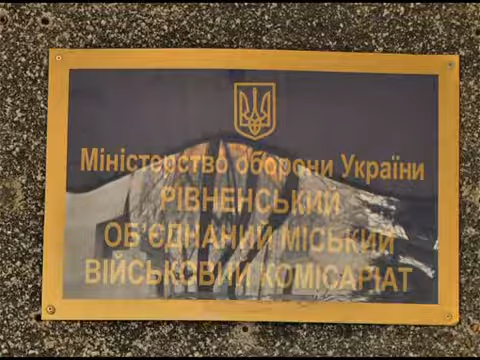 Міністерство оборони України
РІВНЕНСЬКИЙ
ОБ'ЄДНАНИЙ МІСЬКИЙ
ВІЙСЬКОВИЙ КОМІСАРІАТ